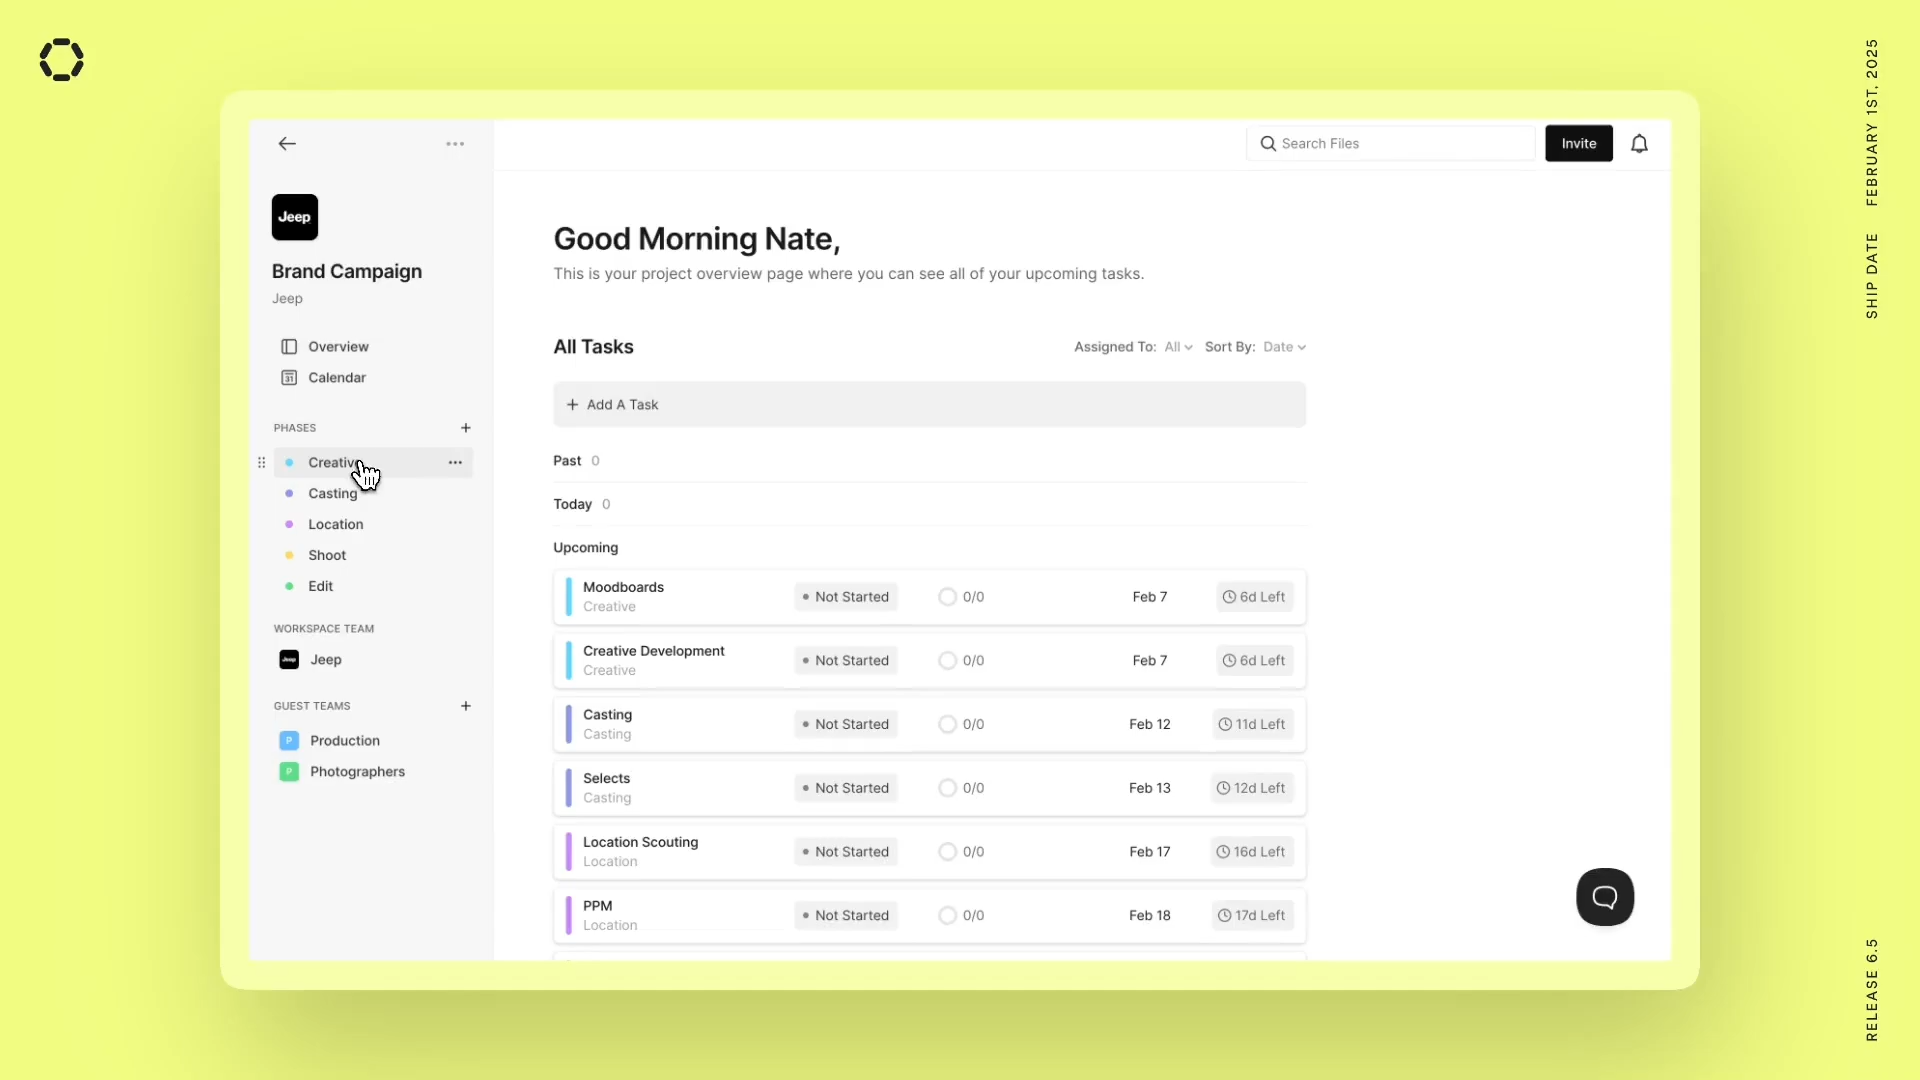 SHIP DATE FEBRUARY 1ST, 2025
RELEASE 6.5
Jeep
Brand Campaign
Jeep
Overview
31 Calendar
PHASES
Creative
Casting
Location
Shoot
Edit
WORKSPACE TEAM
Jeep Jeep
GUEST TEAMS
P Production
P Photographers
Search Files
Invite
Good Morning Nate,
This is your project overview page where you can see all of your upcoming tasks.
All Tasks
Assigned To: All Sort By: Date
+ Add A Task
Past 0
Today 0
Upcoming
Moodboards
Creative
Not Started 0/0 Feb 7 6d Left
Creative Development
Creative
Not Started 0/0 Feb 7 6d Left
Casting
Casting
Not Started 0/0 Feb 12 11d Left
Selects
Casting
Not Started 0/0 Feb 13 12d Left
Location Scouting
Location
Not Started 0/0 Feb 17 16d Left
PPM
Location
Not Started 0/0 Feb 18 17d Left